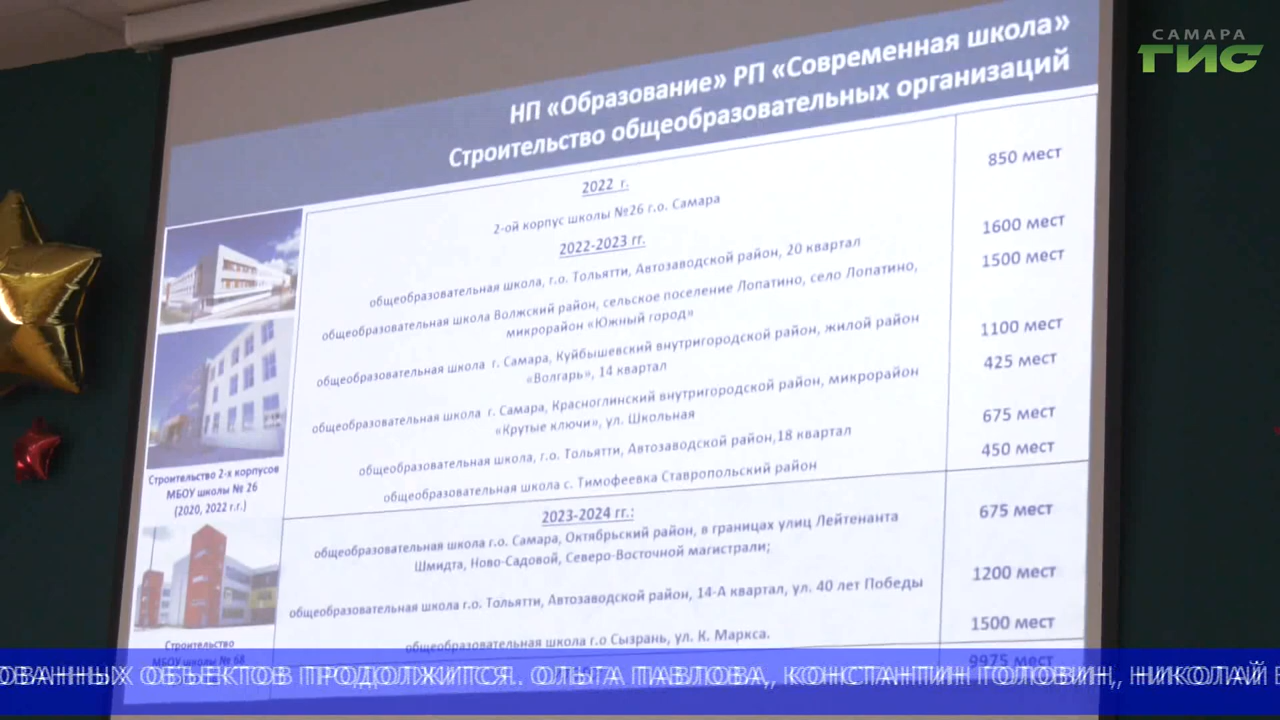 САМАРА
ГИС
НП «Образование» РП «Современная школа»
Строительство общеобразовательных организаций
2022 г.
2-ой корпус школы №26 г.о. Самара
850 мест
2022-2023 гг.
общеобразовательная школа, г.о. Тольятти, Автозаводской район, 20 квартал
1600 мест
общеобразовательная школа Волжский район, сельское поселение Лопатино, село Лопатино,
микрорайон «Южный город»
1500 мест
общеобразовательная школа г. Самара, Куйбышевский внутригородской район, жилой район
«Волгарь», 14 квартал
1100 мест
общеобразовательная школа г. Самара, Красноглинский внутригородской район, микрорайон
«Крутые ключи», ул. Школьная
425 мест
общеобразовательная школа, г.о. Тольятти, Автозаводской район,18 квартал
675 мест
общеобразовательная школа с. Тимофеевка Ставропольский район
450 мест
2023-2024 гг.:
общеобразовательная школа г.о. Самара, Октябрьский район, в границах улиц Лейтенанта
Шмидта, Ново-Садовой, Северо-Восточной магистрали;
675 мест
общеобразовательная школа г.о. Тольятти, Автозаводской район, 14-А квартал, ул. 40 лет Победы
1200 мест
общеобразовательная школа г.о Сызрань, ул. К. Маркса.
1500 мест
9975 мест
Строительство 2-х корпусов
МБОУ школы № 26
(2020, 2022 г.г.)
Строительство
МБОУ школы № 68
ОВАННЫХ ОБЪЕКТОВ ПРОДОЛЖИТСЯ. ОЛЬГА ПАВЛОВА, КОНСТАНТИН ГОЛОВИН, НИКОЛАЙ